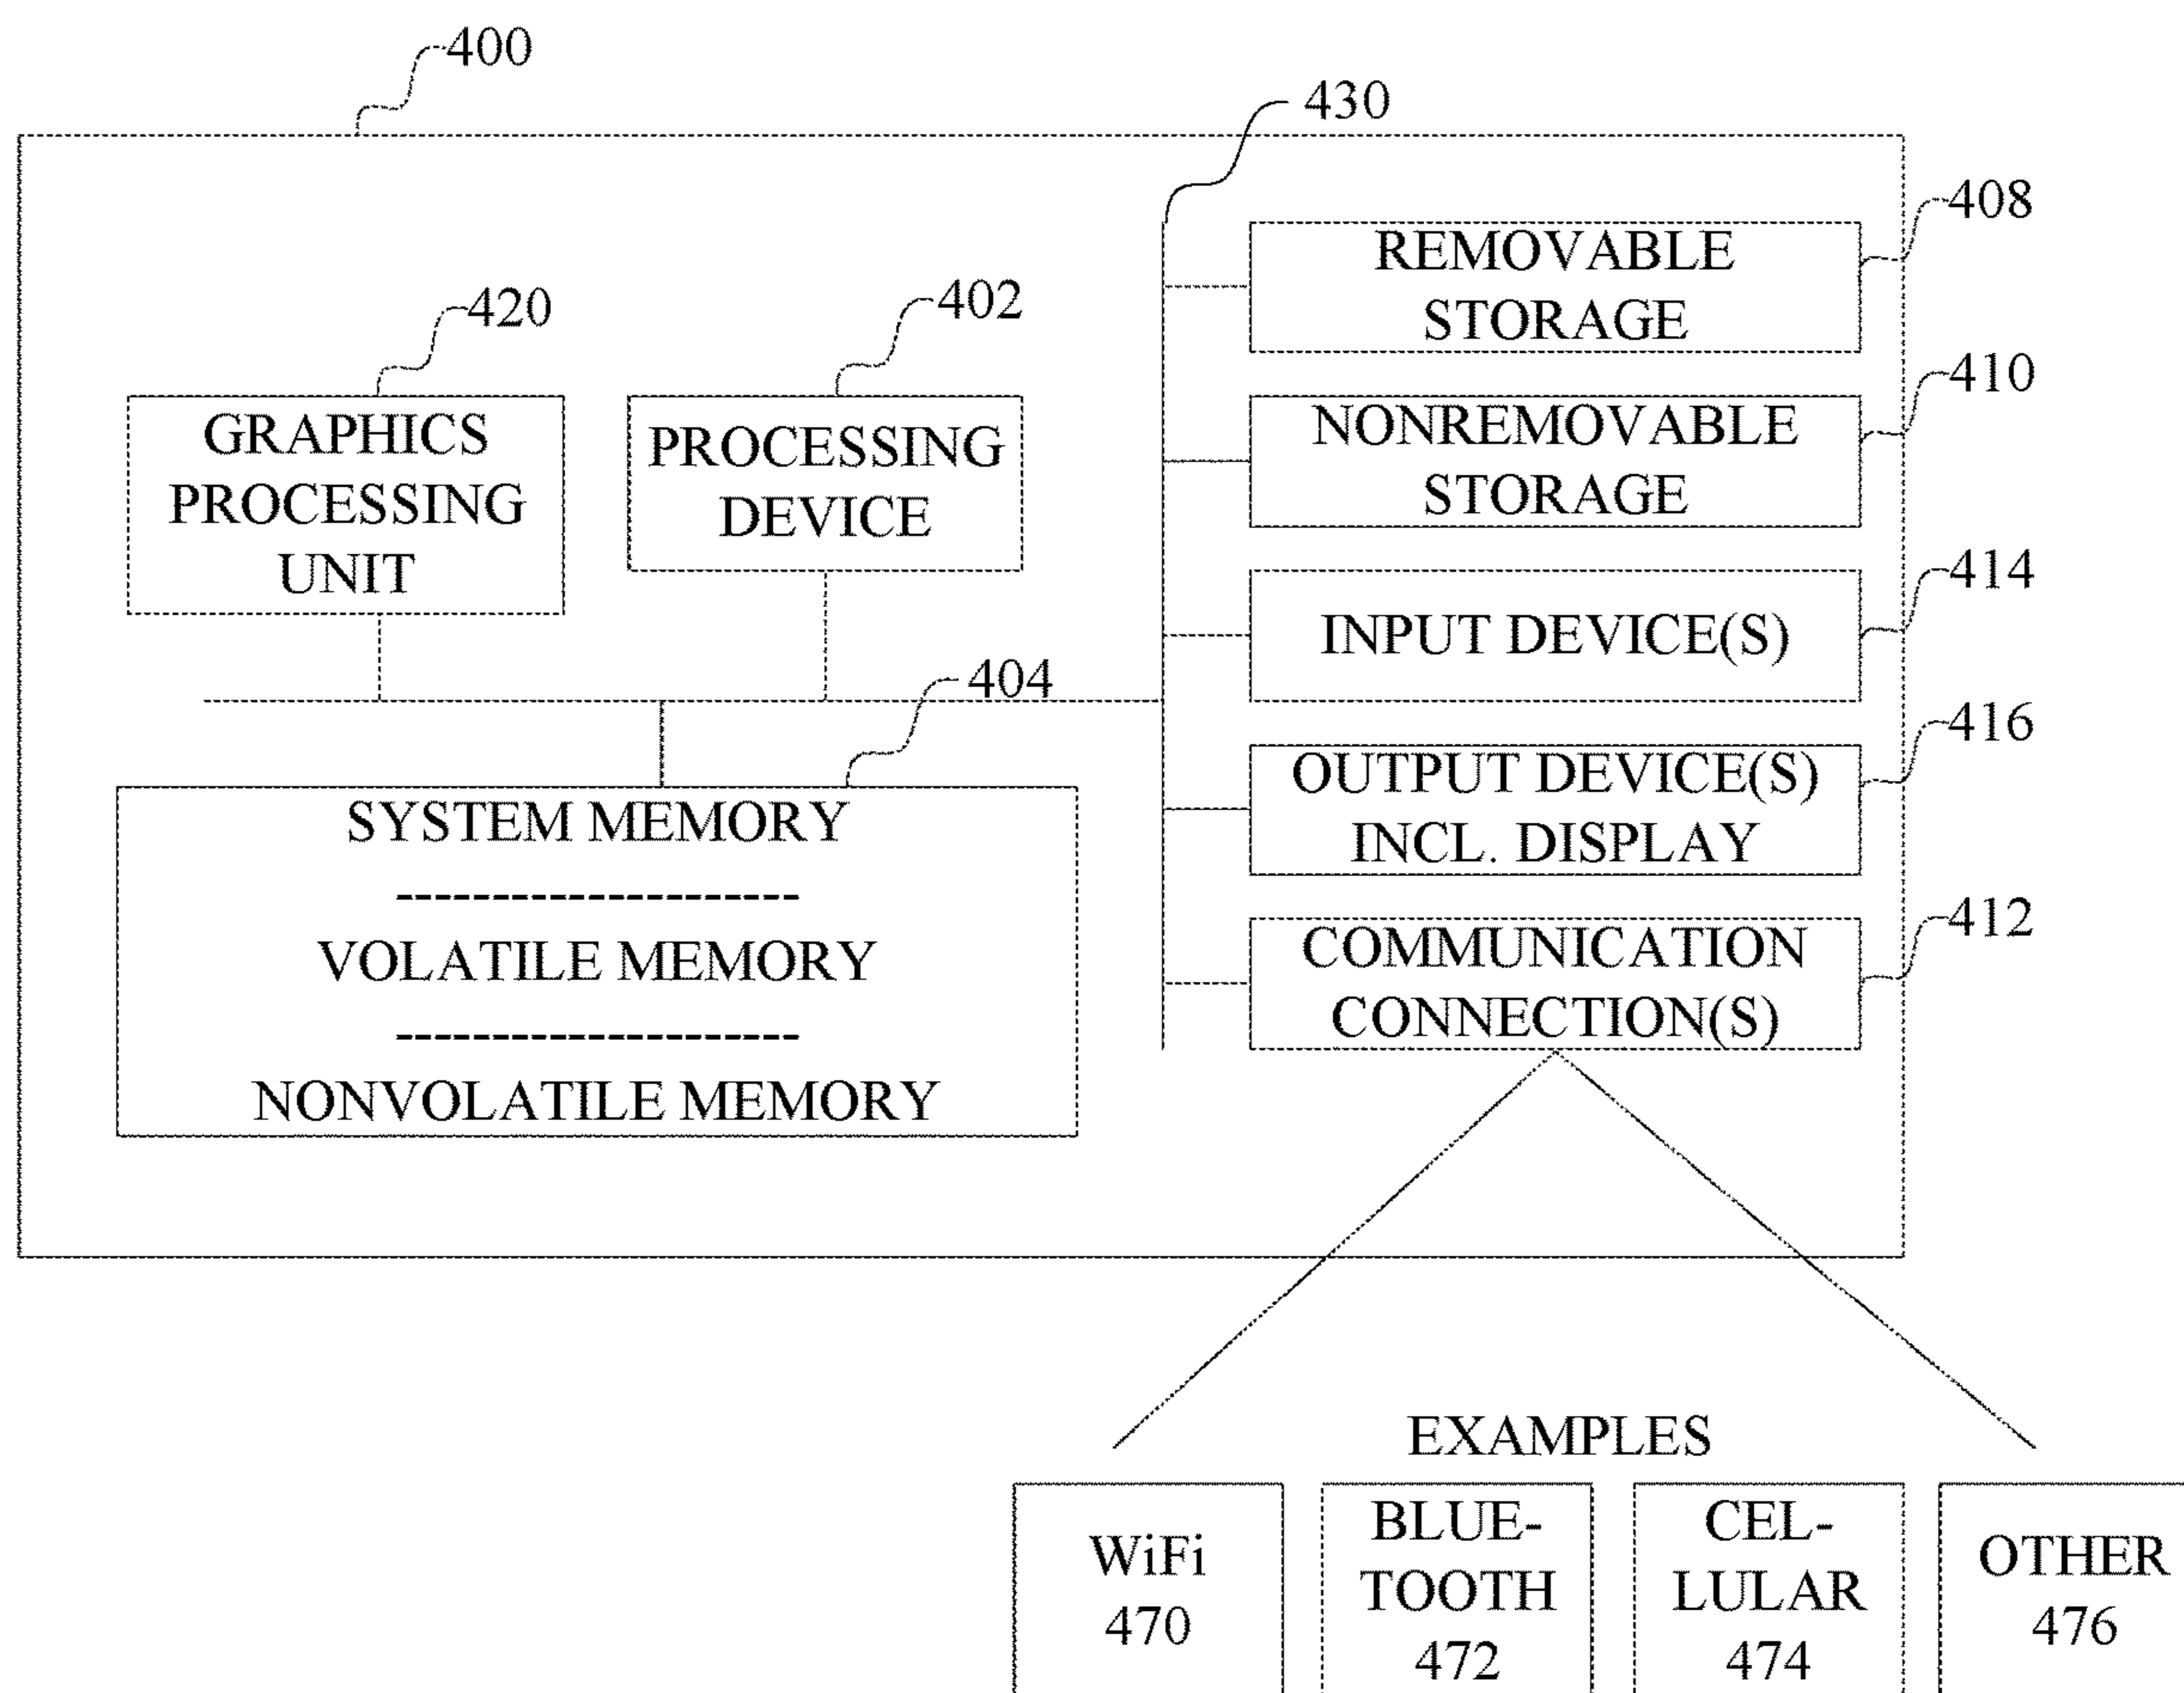 400
430
408
REMOVABLE
STORAGE
420
402
410
GRAPHICS
PROCESSING
UNIT
PROCESSING
DEVICE
NONREMOVABLE
STORAGE
414
INPUT DEVICE(S)
404
416
SYSTEM MEMORY
--------------------
VOLATILE MEMORY
--------------------
NONVOLATILE MEMORY
OUTPUT DEVICE(S)
INCL. DISPLAY
412
COMMUNICATION
CONNECTION(S)
EXAMPLES
WiFi
470
BLUE-
TOOTH
472
CEL-
LULAR
474
OTHER
476